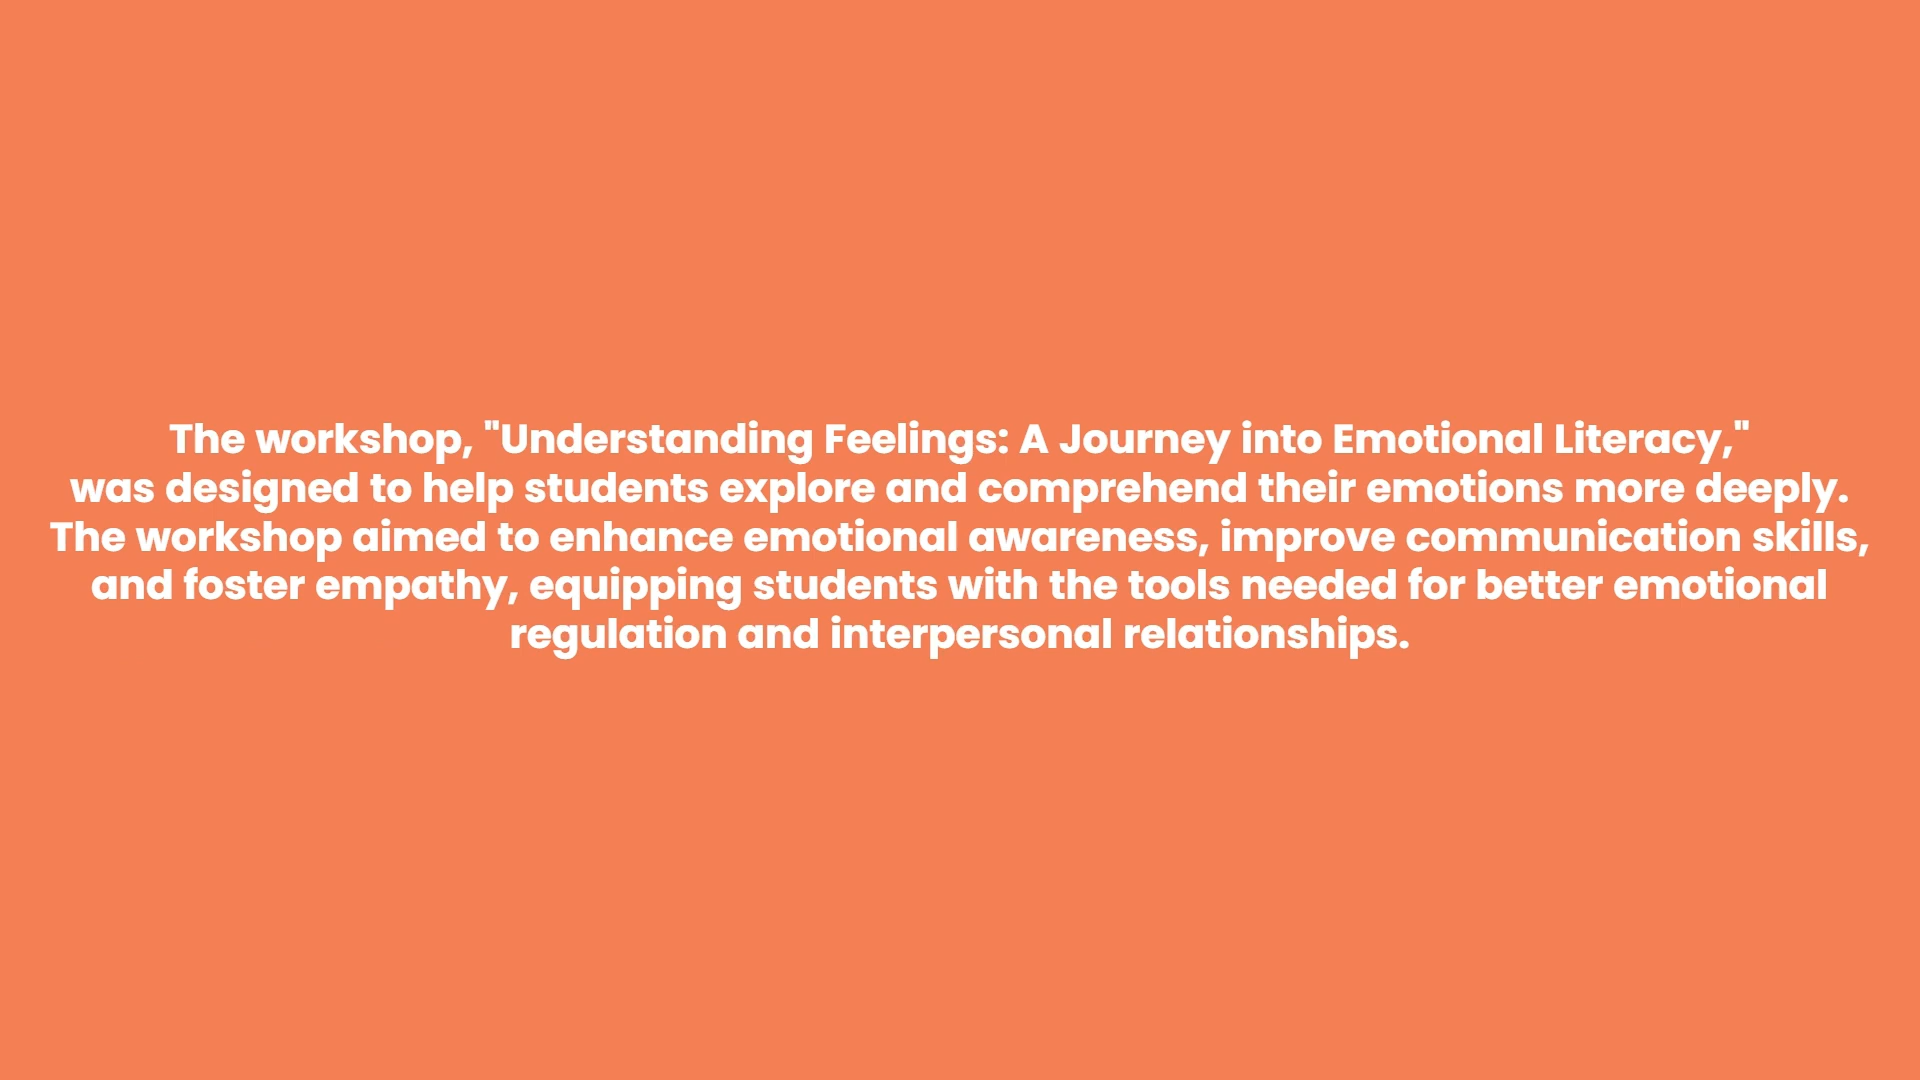 The workshop, "Understanding Feelings: A Journey into Emotional Literacy,"
was designed to help students explore and comprehend their emotions more deeply.
The workshop aimed to enhance emotional awareness, improve communication skills,
and foster empathy, equipping students with the tools needed for better emotional
regulation and interpersonal relationships.